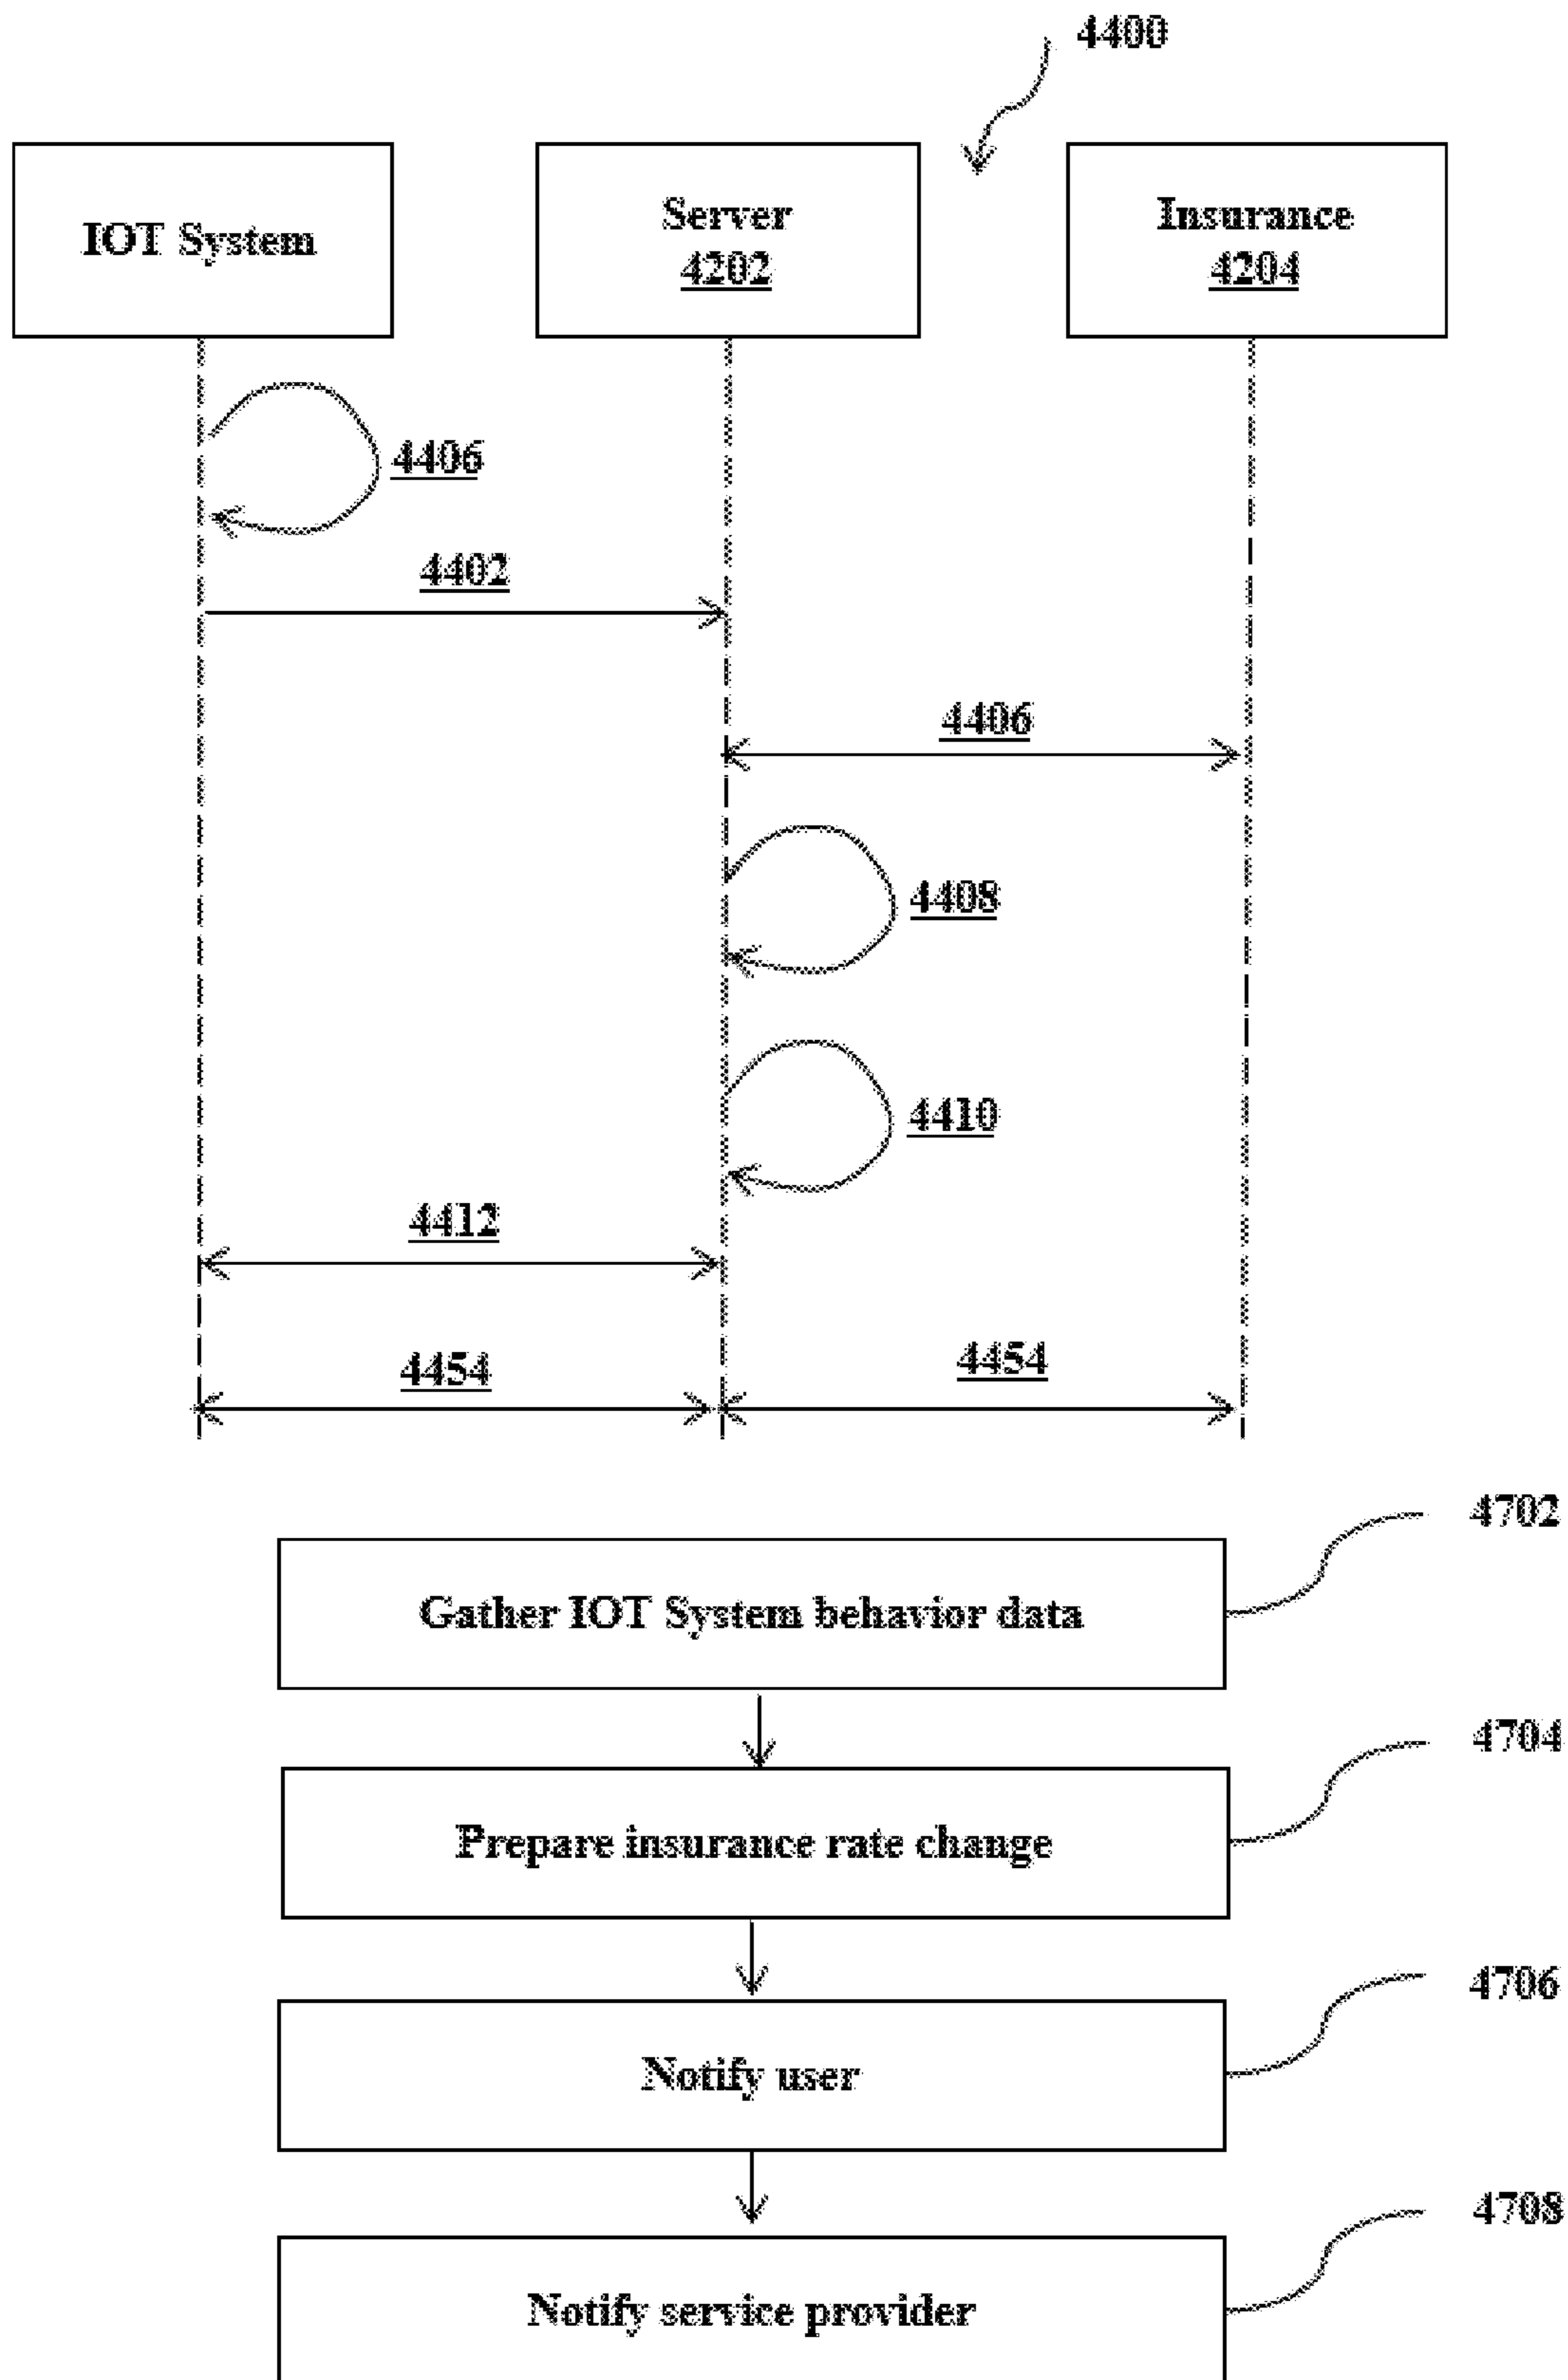 4400
IOT System
Server
4202
Insurance
4204
4406
4402
4406
4408
4410
4412
4454
4454
4702
Gather IOT System behavior data
4704
Prepare insurance rate change
4706
Notify user
4708
Notify service provider